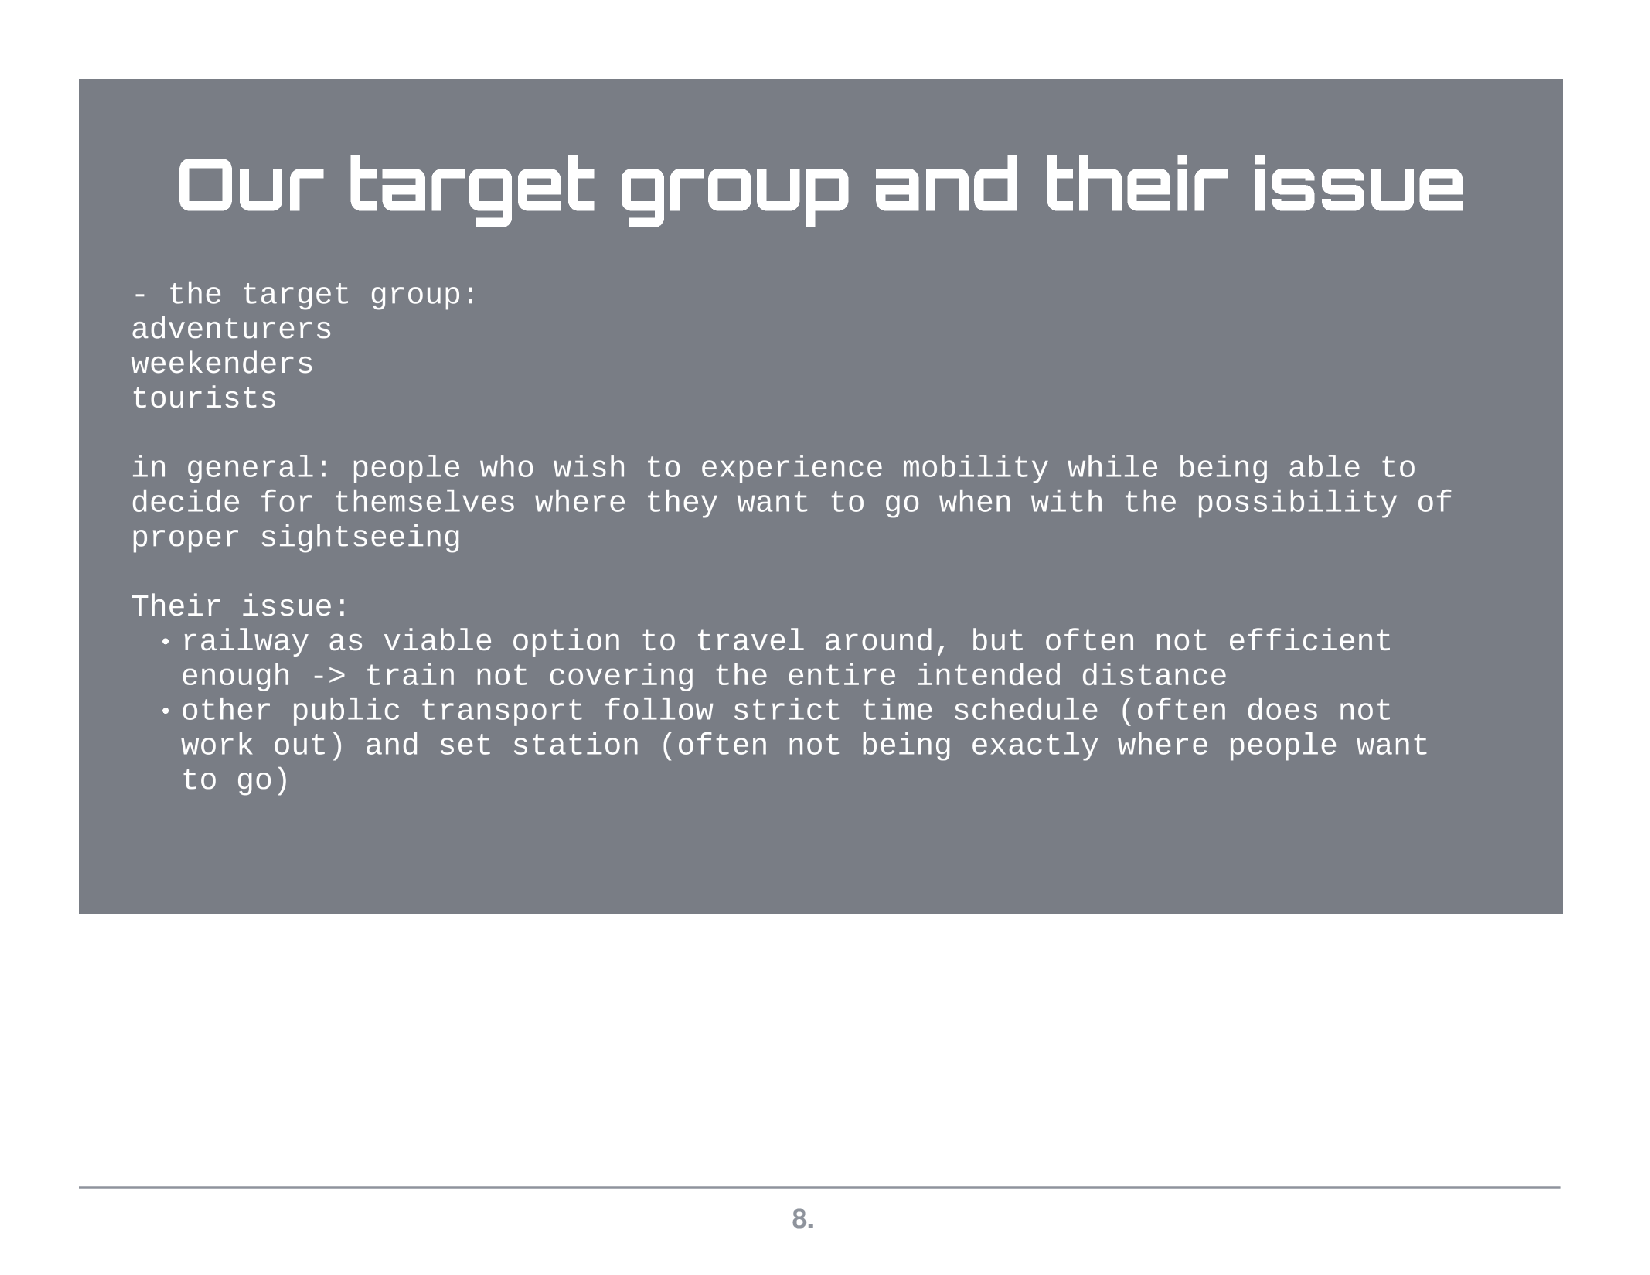 Our target group and their issue
- the target group:
adventurers
weekenders
tourists
in general: people who wish to experience mobility while being able to
decide for themselves where they want to go when with the possibility of
proper sightseeing
Their issue:
• railway as viable option to travel around, but often not efficient
enough -> train not covering the entire intended distance
• other public transport follow strict time schedule (often does not
work out) and set station (often not being exactly where people want
to go)
8.